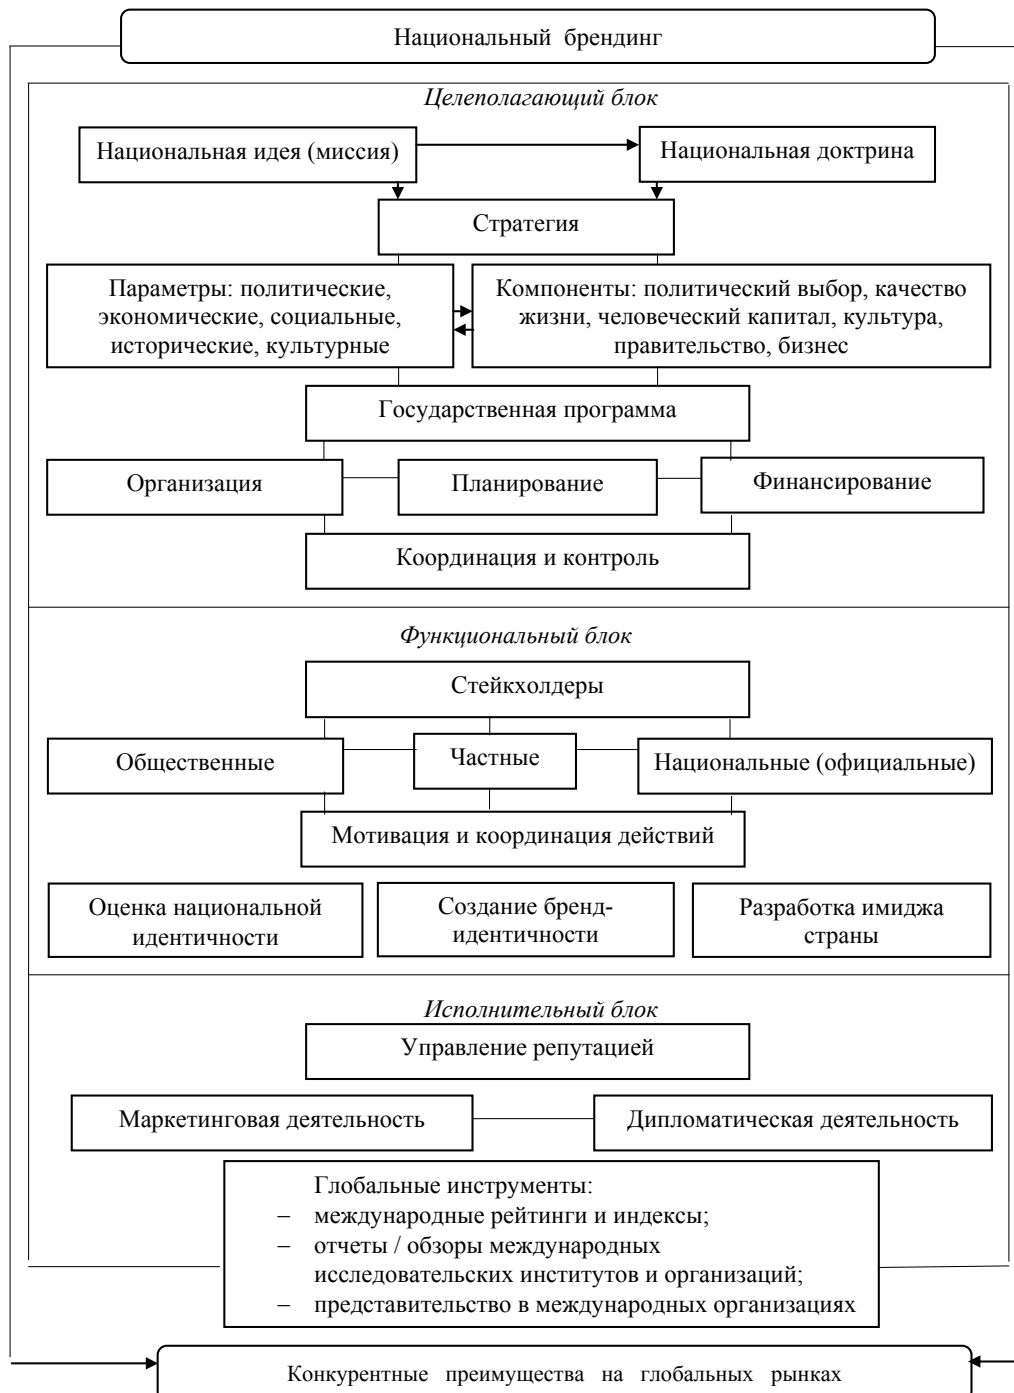 Национальный брендинг
Целеполагающий блок
Национальная идея (миссия)
Национальная доктрина
Стратегия
Параметры: политические,
экономические, социальные,
исторические, культурные
Компоненты: политический выбор, качество
жизни, человеческий капитал, культура,
правительство, бизнес
Государственная программа
Организация
Планирование
Финансирование
Координация и контроль
Функциональный блок
Стейкхолдеры
Общественные
Частные
Национальные (официальные)
Мотивация и координация действий
Оценка национальной
идентичности
Создание бренд-
идентичности
Разработка имиджа
страны
Исполнительный блок
Управление репутацией
Маркетинговая деятельность
Дипломатическая деятельность
Глобальные инструменты:
– международные рейтинги и индексы;
– отчеты / обзоры международных
исследовательских институтов и организаций;
– представительство в международных организациях
Конкурентные преимущества на глобальных рынках